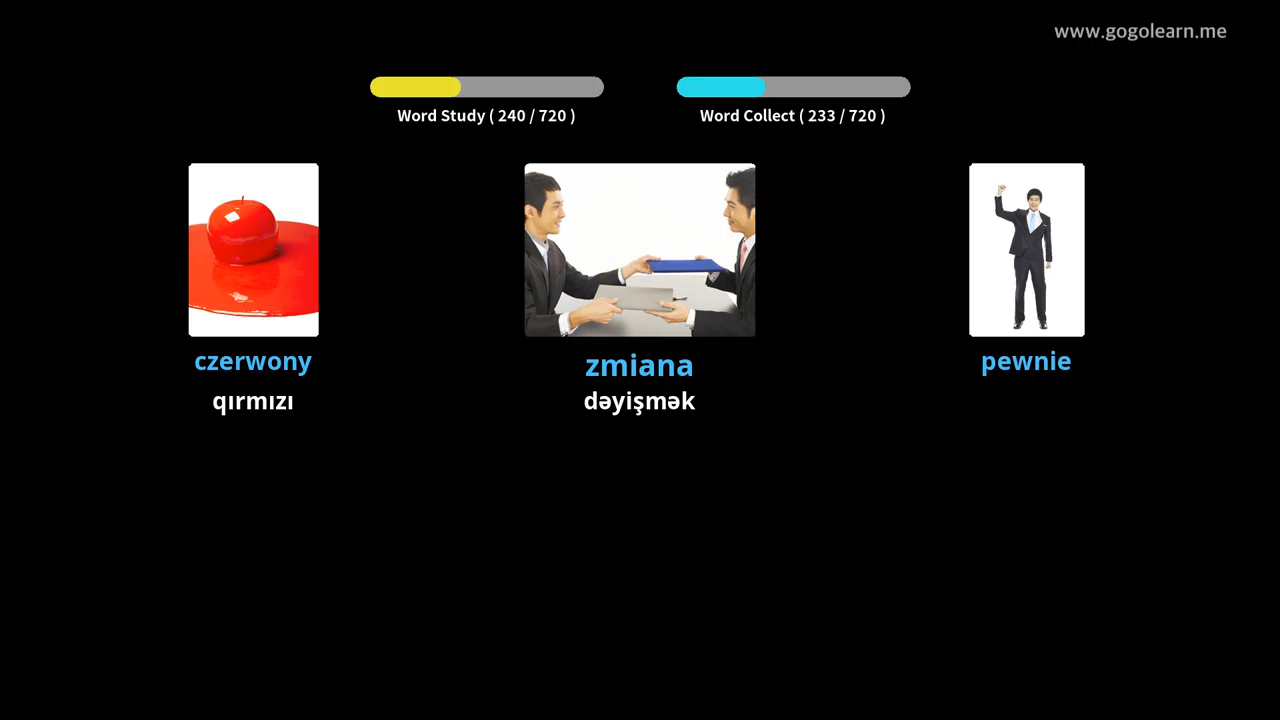 www.gogolearn.me
Word Study ( 240 / 720 )
Word Collect ( 233 / 720 )
czerwony
zmiana
pewnie
qırmızı
dəyişmək